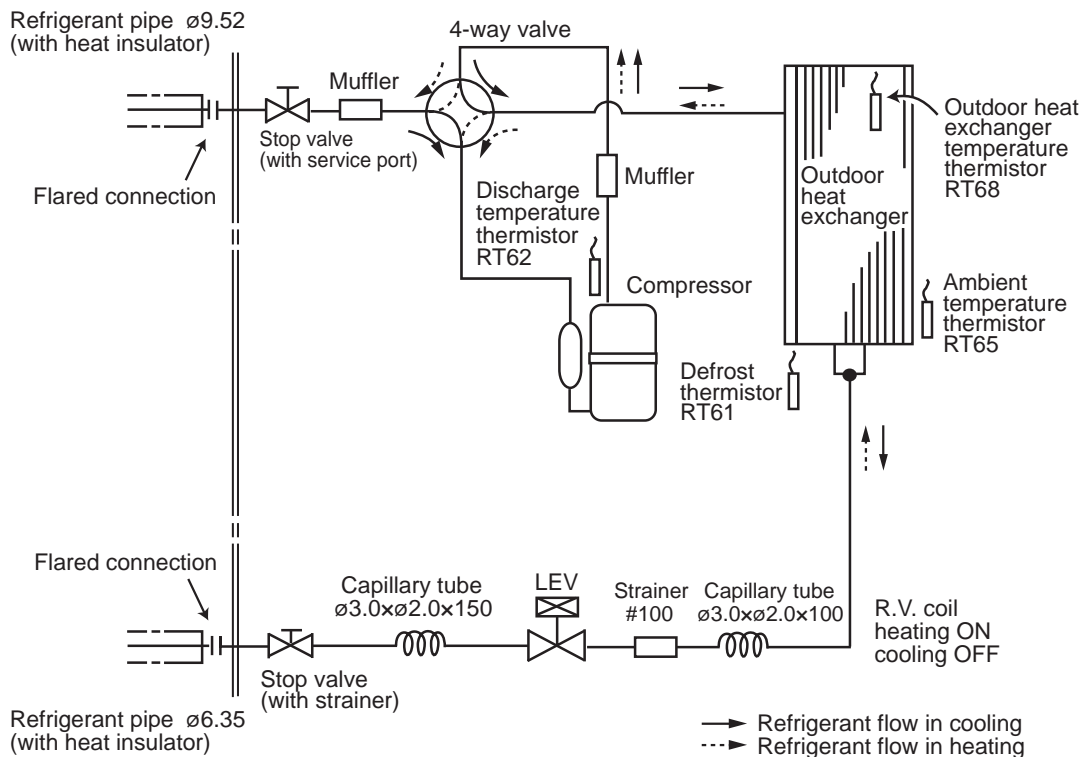 Refrigerant pipe ø9.52
(with heat insulator)
4-way valve
Muffler
Stop valve
(with service port)
Flared connection
Discharge
temperature
thermistor
RT62
Muffler
Compressor
Outdoor
heat
exchanger
Outdoor heat
exchanger
temperature
thermistor
RT68
Ambient
temperature
thermistor
RT65
Defrost
thermistor
RT61
Flared connection
Capillary tube
ø3.0×ø2.0×150
LEV
Strainer
#100
Capillary tube
ø3.0×ø2.0×100
R.V. coil
heating ON
cooling OFF
Stop valve
(with strainer)
Refrigerant pipe ø6.35
(with heat insulator)
Refrigerant flow in cooling
Refrigerant flow in heating